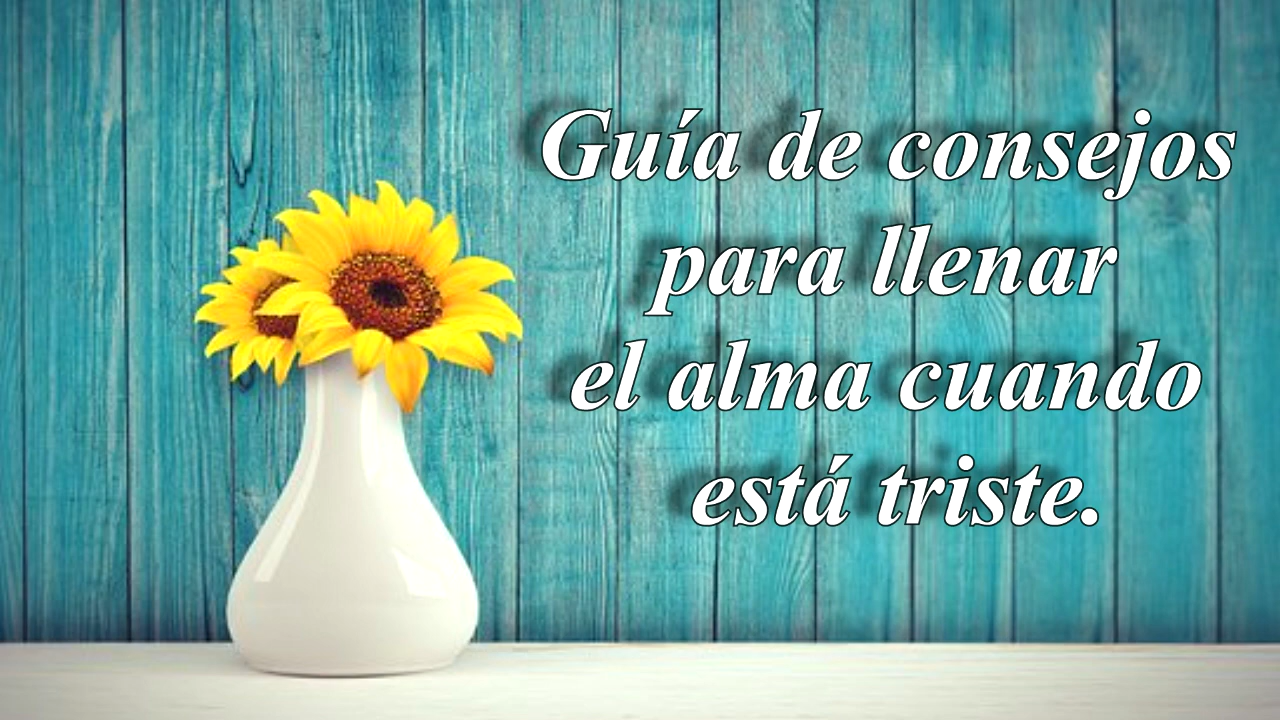 Guía de consejos
para llenar
el alma cuando
está triste.